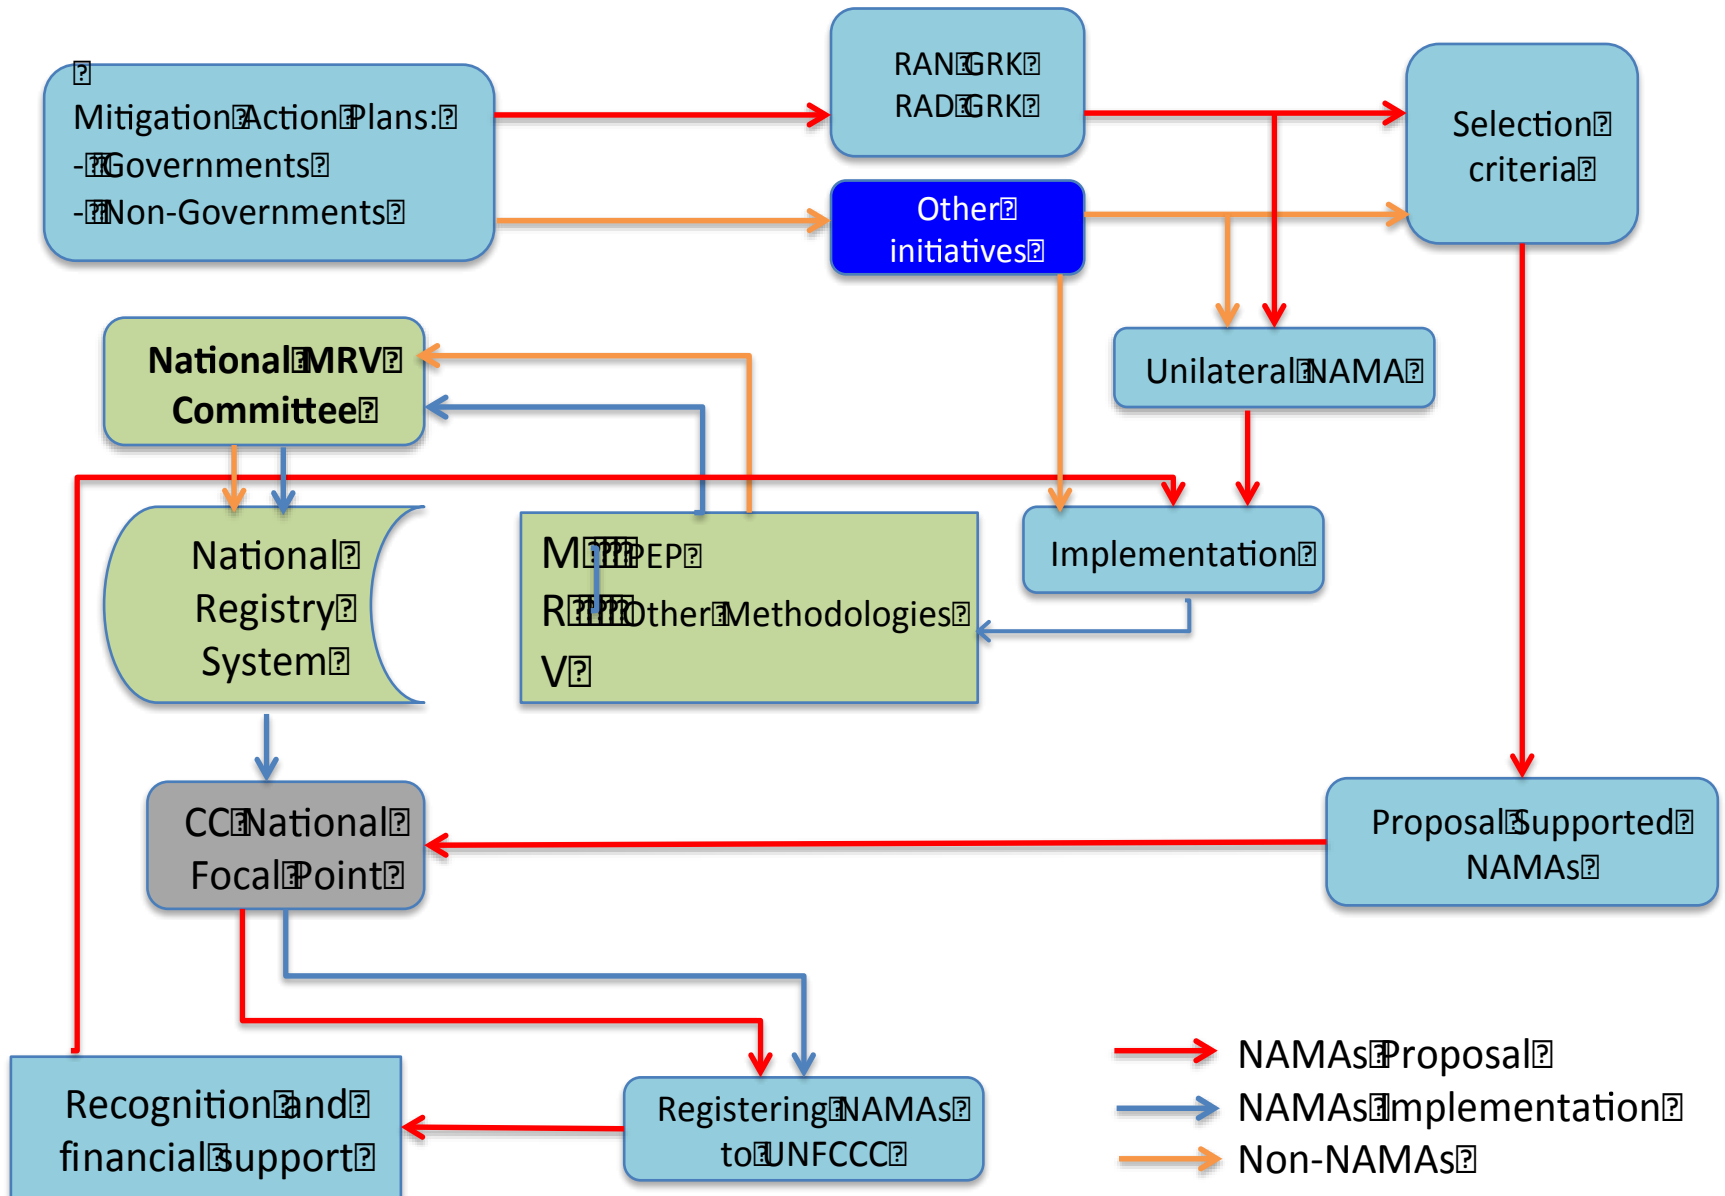 Mitigation Action Plans:
- Governments
- Non-Governments
RAN GRK
RAD GRK
Selection
criteria
Other
initiatives
National MRV
Committee
Unilateral NAMA
National
Registry
System
M PEP
R Other Methodologies
V
Implementation
CC National
Focal Point
Proposal Supported
NAMAs
Recognition and
financial support
Registering NAMAs
to UNFCCC
NAMAs Proposal
NAMAs Implementation
Non-NAMAs